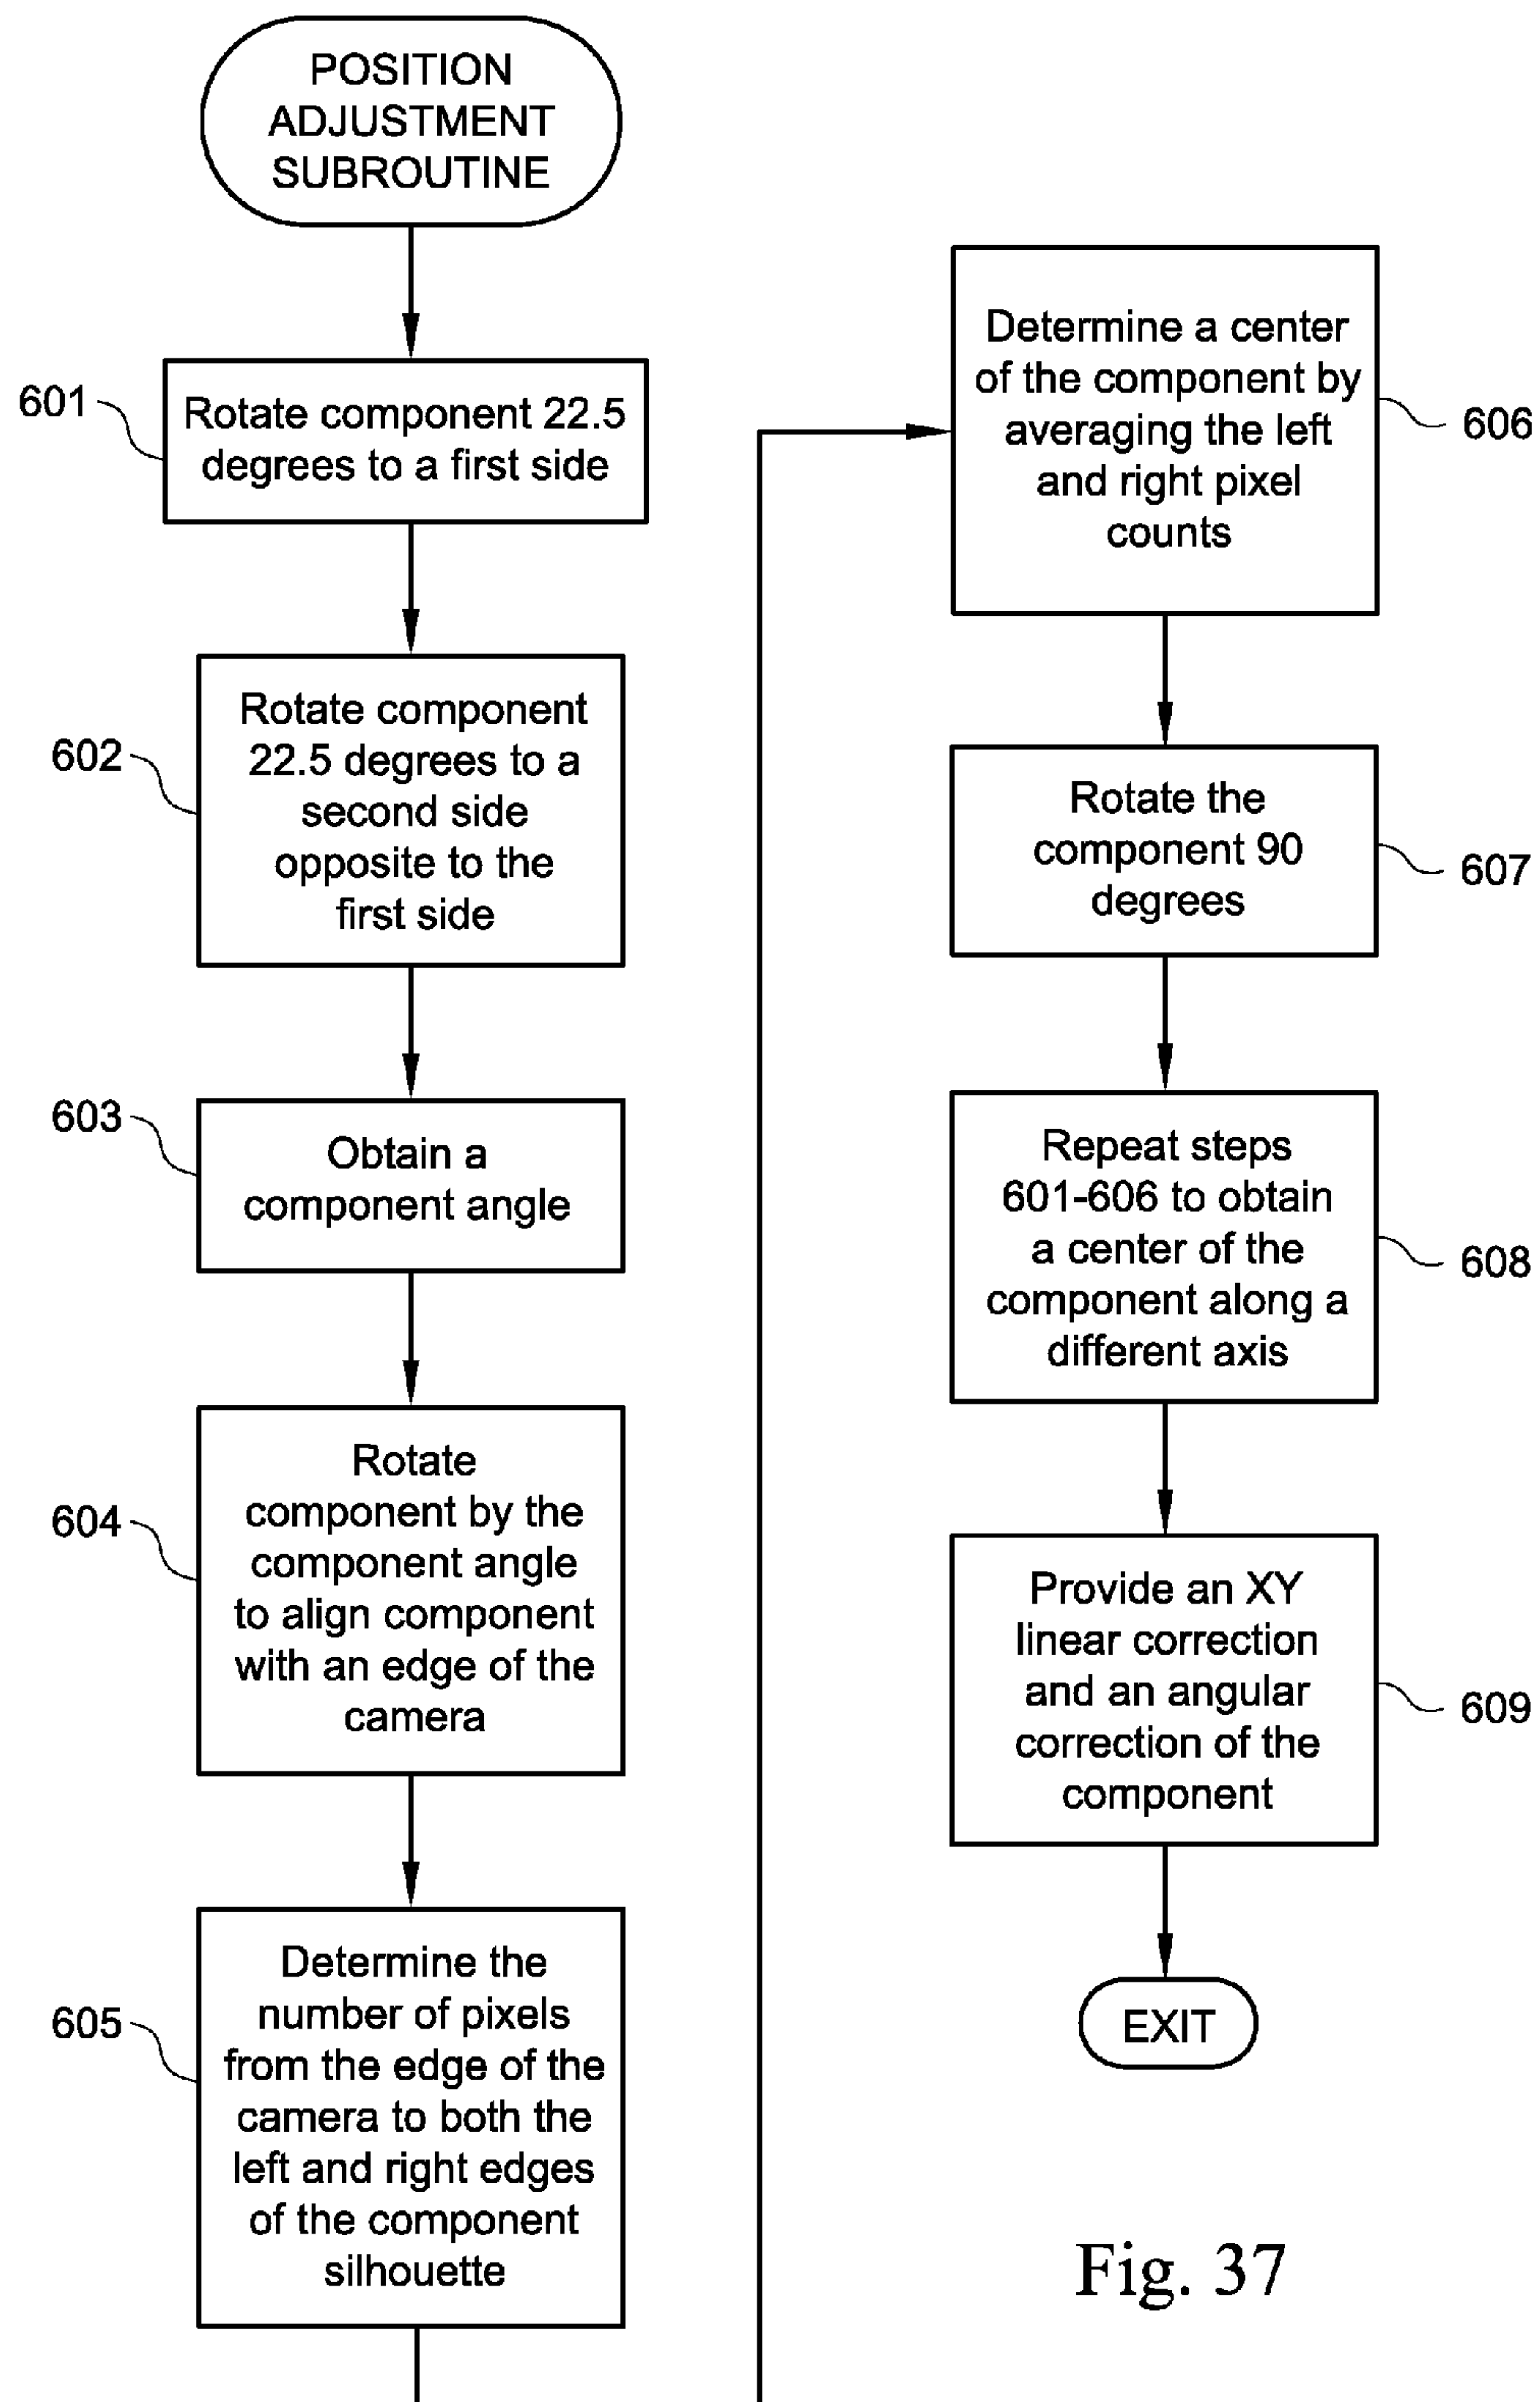 POSITION
ADJUSTMENT
SUBROUTINE
601
Rotate component 22.5
degrees to a first side
602
Rotate component
22.5 degrees to a
second side
opposite to the
first side
603
Obtain a
component angle
604
Rotate
component by the
component angle
to align component
with an edge of the
camera
605
Determine the
number of pixels
from the edge of the
camera to both the
left and right edges
of the component
silhouette
Determine a center
of the component by
averaging the left
and right pixel
counts
606
Rotate the
component 90
degrees
607
Repeat steps
601-606 to obtain
a center of the
component along a
different axis
608
Provide an XY
linear correction
and an angular
correction of the
component
609
EXIT
Fig. 37